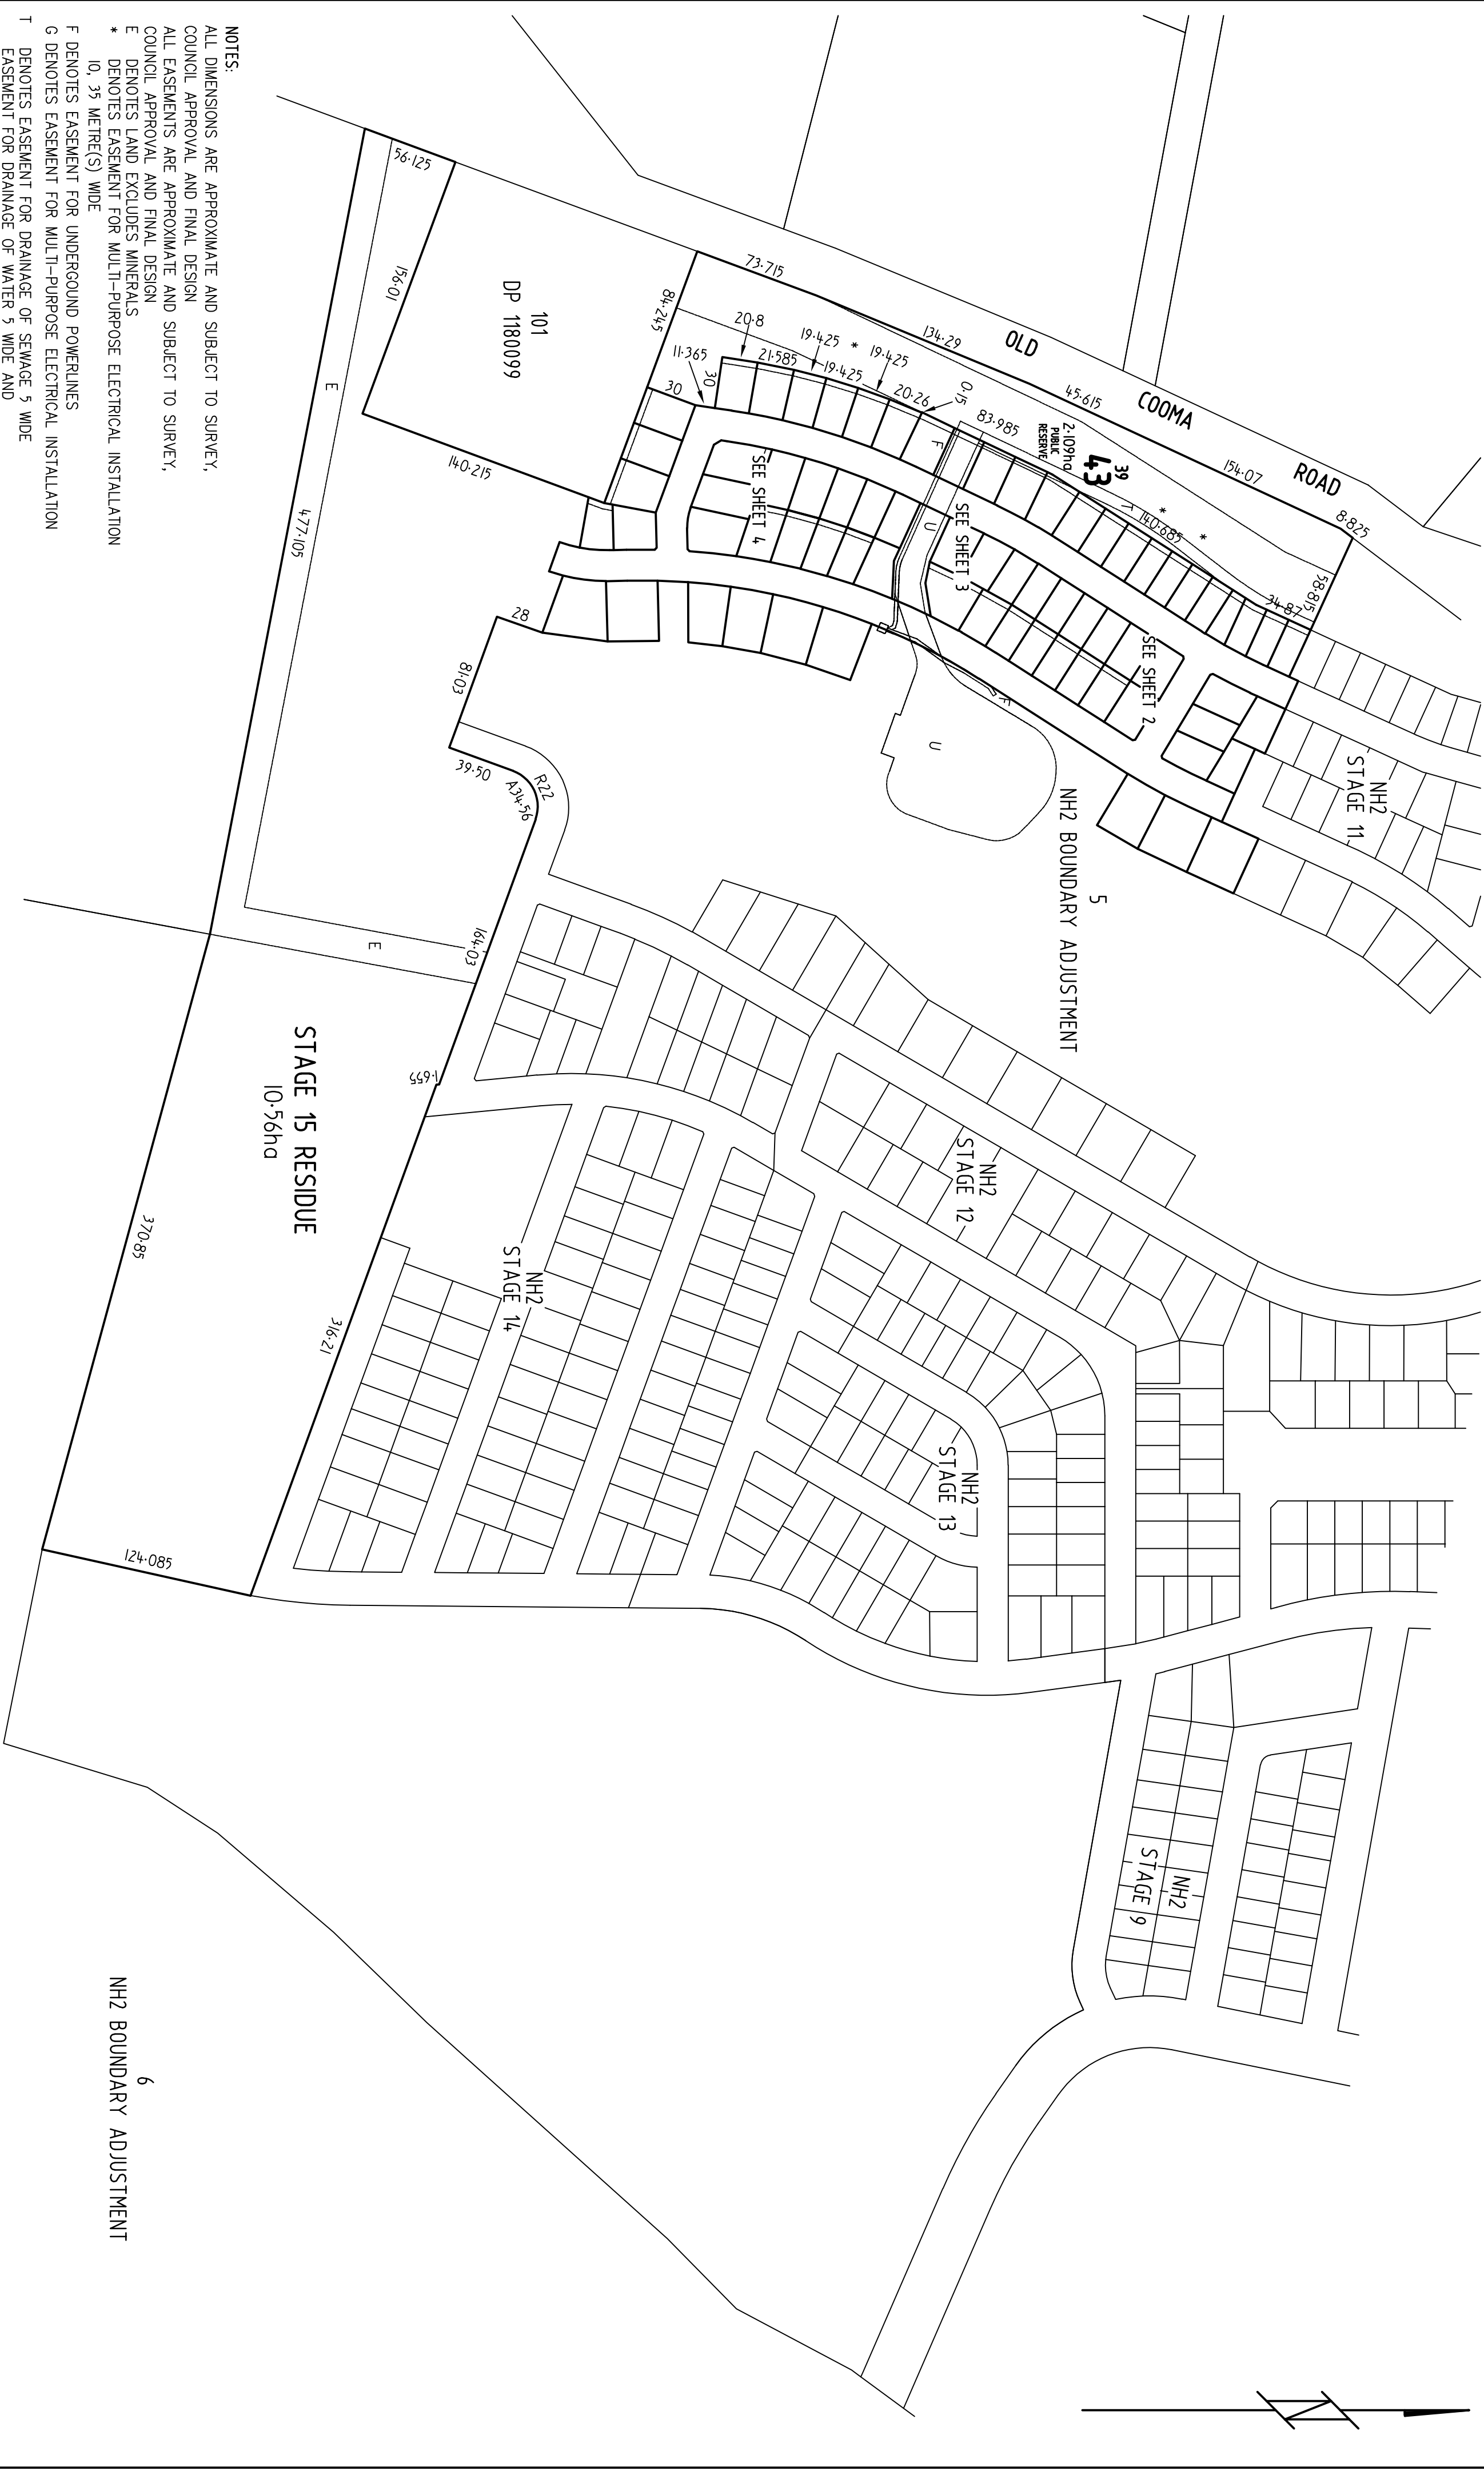 NOTES:
ALL DIMENSIONS ARE APPROXIMATE AND SUBJECT TO SURVEY,
COUNCIL APPROVAL AND FINAL DESIGN
ALL EASEMENTS ARE APPROXIMATE AND SUBJECT TO SURVEY,
COUNCIL APPROVAL AND FINAL DESIGN
E DENOTES LAND EXCLUDES MINERALS
* DENOTES EASEMENT FOR MULTI-PURPOSE ELECTRICAL INSTALLATION
10, 35 METRE(S) WIDE
F DENOTES EASEMENT FOR UNDERGOUND POWERLINES
G DENOTES EASEMENT FOR MULTI-PURPOSE ELECTRICAL INSTALLATION
T DENOTES EASEMENT FOR DRAINAGE OF SEWAGE 5 WIDE
EASEMENT FOR DRAINAGE OF WATER 5 WIDE AND
OLD
COOMA
ROAD
56·125
156·01
101
DP 1180099
140·215
84·245
73·715
134·29
45·615
154·07
8·825
58·815
34·87
140·685
*
*
83·985
0·15
20·26
19·425
*
19·425
19·425
21·585
20·8
11·365
30
30
39
43
2·109ha
PUBLIC
RESERVE
F
U
U
SEE SHEET 4
SEE SHEET 3
SEE SHEET 2
NH2
STAGE 11
5
NH2 BOUNDARY ADJUSTMENT
28
81·03
39·50
R22
A34·56
164·03
1·655
E
E
477·105
STAGE 15 RESIDUE
10·56ha
370·85
316·21
124·085
NH2
STAGE 12
NH2
STAGE 13
NH2
STAGE 14
NH2
STAGE 9
6
NH2 BOUNDARY ADJUSTMENT